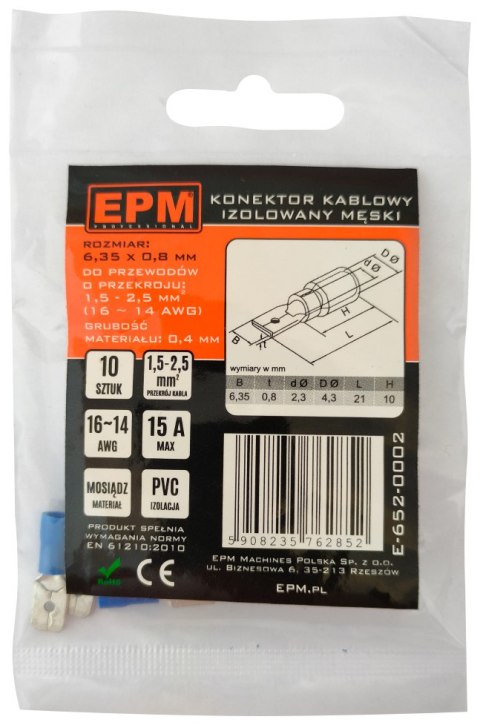 EPM®
PROFESSIONAL
KONEKTOR KABLOWY
IZOLOWANY MĘSKI
ROZMIAR:
6,35 x 0,8 MM
DO PRZEWODÓW
O PRZEKROJU:
1,5 - 2,5 MM²
(16 ~ 14 AWG)
GRUBOŚĆ
MATERIAŁU: 0,4 MM
B
t
H
L
d Ø
D Ø
wymiary w mm
B t d Ø D Ø L H
6,35 0,8 2,3 4,3 21 10
10
SZTUK
1,5-2,5
mm²
PRZEKRÓJ KABLA
16~14
AWG
15 A
MAX
MOSIĄDZ
MATERIAŁ
PVC
IZOLACJA
PRODUKT SPEŁNIA
WYMAGANIA NORMY
EN 61210:2010
RoHS
CE
5 908235 762852
E-652-0002
EPM MACHINES POLSKA SP. Z O.O.
UL. BIZNESOWA 6, 35-213 RZESZÓW
EPM.PL